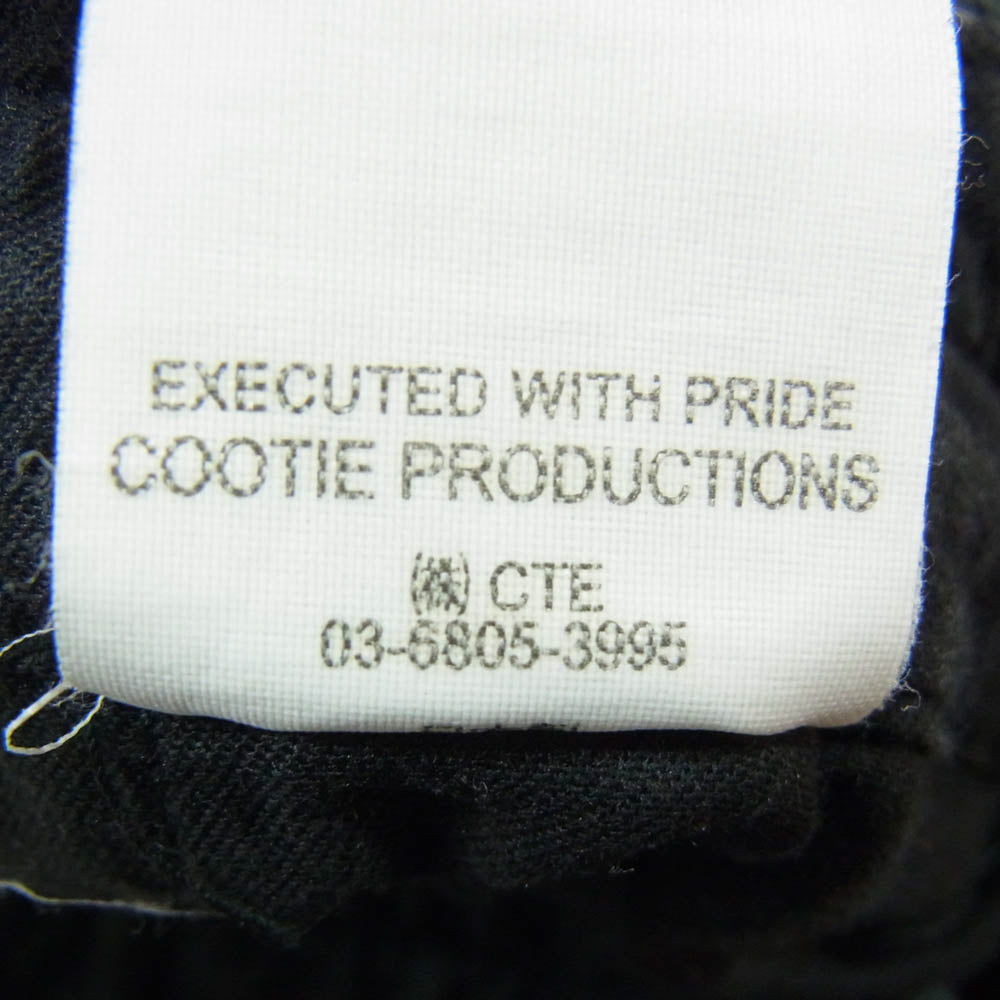 EXECUTED WITH PRIDE
COOTIE PRODUCTIONS
㈱ CTE
03-6805-3995